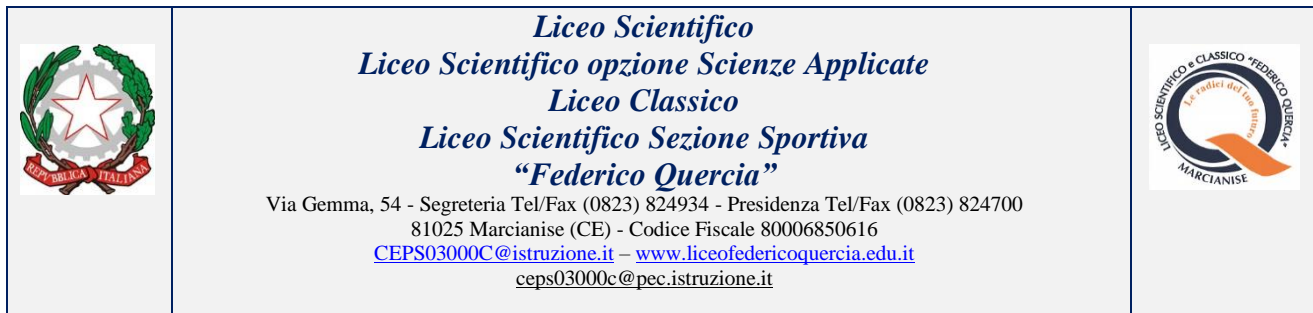 Liceo Scientifico
Liceo Scientifico opzione Scienze Applicate
Liceo Classico
Liceo Scientifico Sezione Sportiva
“Federico Quercia”
Via Gemma, 54 - Segreteria Tel/Fax (0823) 824934 - Presidenza Tel/Fax (0823) 824700
81025 Marcianise (CE) - Codice Fiscale 80006850616
CEPS03000C@istruzione.it – www.liceofedericoquercia.edu.it
ceps03000c@pec.istruzione.it
REPVBBLICA ITALIANA
LICEO SCIENTIFICO e CLASSICO "FEDERICO QUERCIA"
Le radici del tuo futuro
MARCIANISE